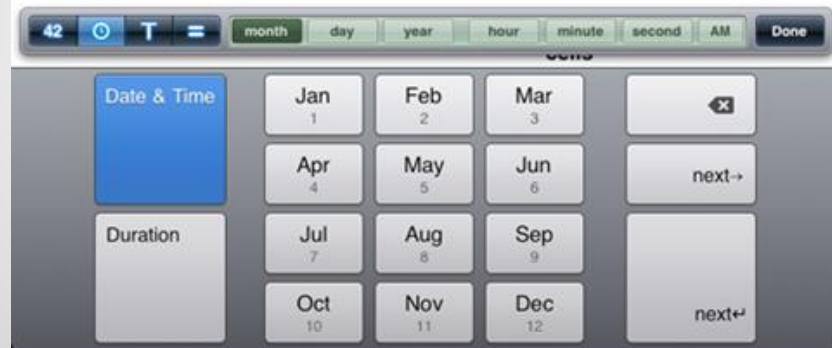 42 T = month day year hour minute second AM Done
Date & Time
Jan Feb Mar
1 2 3
next→
Apr May Jun
4 5 6
Duration
Jul Aug Sep
7 8 9
Oct Nov Dec
10 11 12
next↵